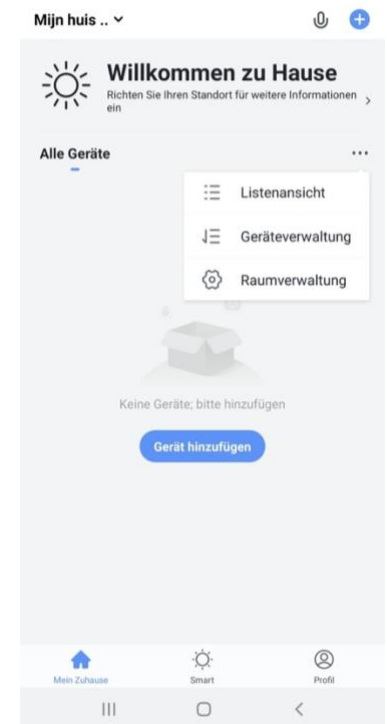 Mijn huis ..
Willkommen zu Hause
Richten Sie Ihren Standort für weitere Informationen
ein
Alle Geräte
Listenansicht
Geräteverwaltung
Raumverwaltung
Keine Geräte; bitte hinzufügen
Gerät hinzufügen
Mein Zuhause
Smart
Profil